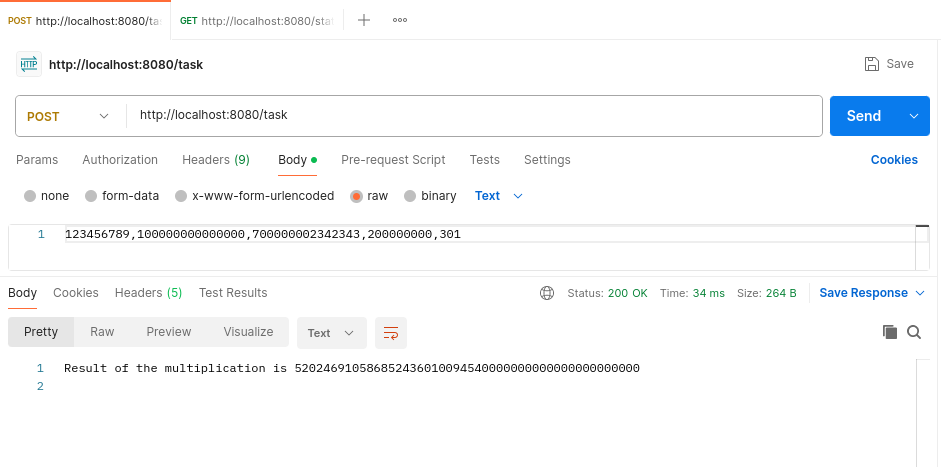 POST http://localhost:8080/ta GET http://localhost:8080/sta
HTTP http://localhost:8080/task Save
POST http://localhost:8080/task Send
Params Authorization Headers (9) Body Pre-request Script Tests Settings Cookies
none form-data x-www-form-urlencoded raw binary Text
1 123456789,100000000000000,700000002342343,200000000,301
Body Cookies Headers (5) Test Results Status: 200 OK Time: 34 ms Size: 264 B Save Response
Pretty Raw Preview Visualize Text
1 Result of the multiplication is 520246910586852436010094540000000000000000000000
2